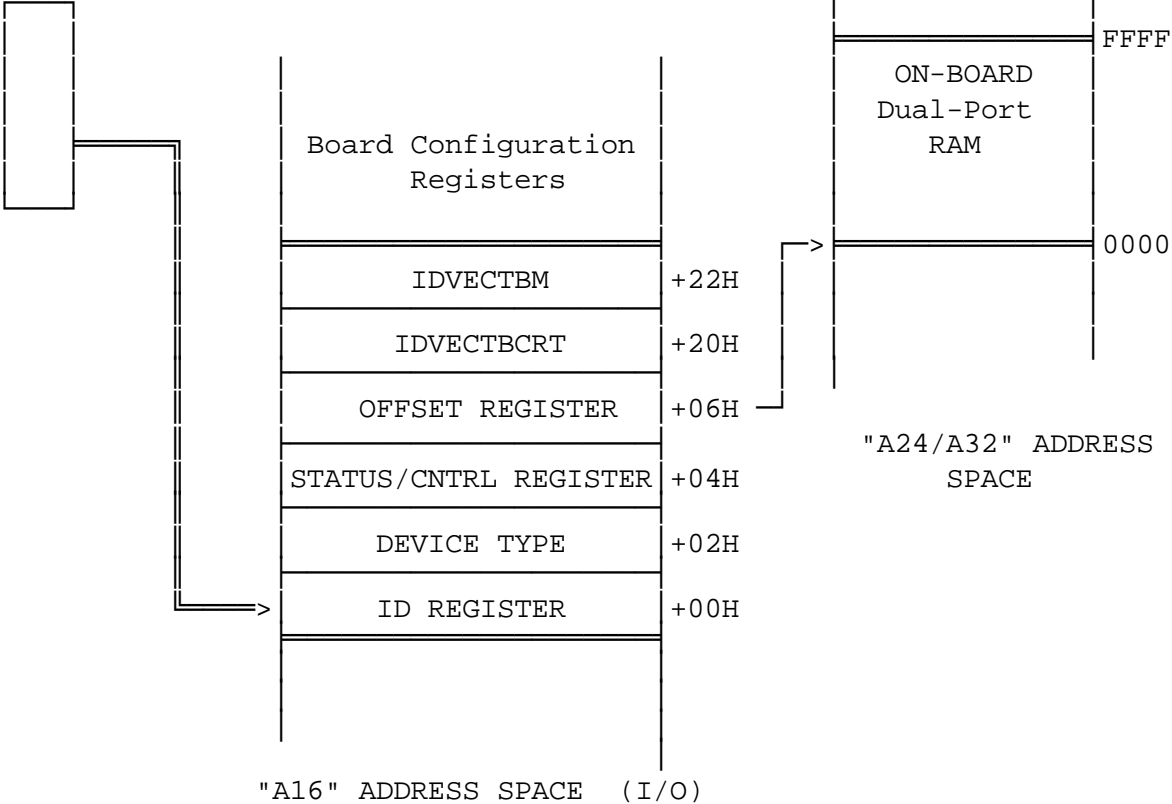 FFFF
ON-BOARD
Dual-Port
RAM
Board Configuration
Registers
> 0000
IDVECTBM +22H
IDVECTBCRT +20H
OFFSET REGISTER +06H
"A24/A32" ADDRESS
SPACE
STATUS/CNTRL REGISTER +04H
DEVICE TYPE +02H
> ID REGISTER +00H
"A16" ADDRESS SPACE (I/O)